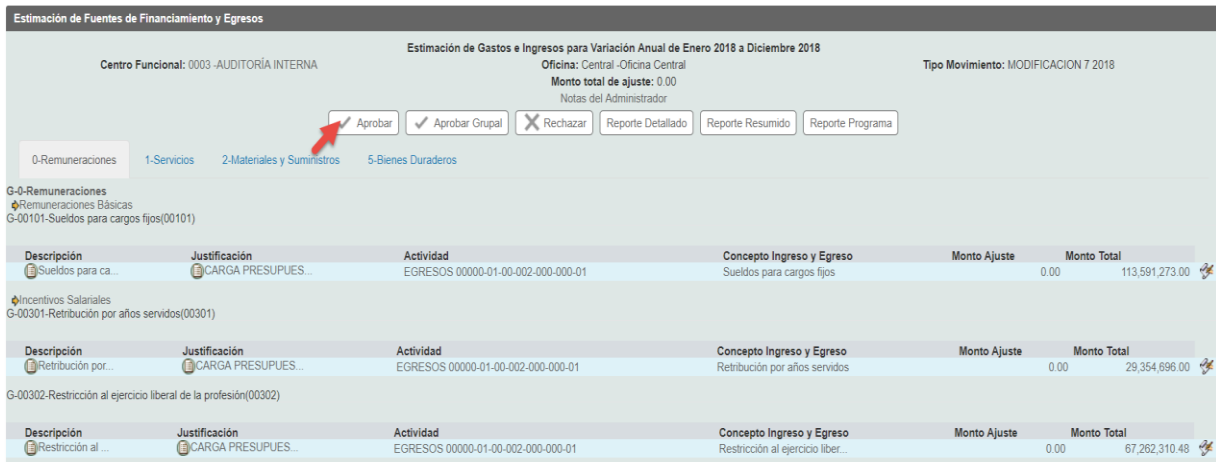 Estimación de Fuentes de Financiamiento y Egresos
Estimación de Gastos e Ingresos para Variación Anual de Enero 2018 a Diciembre 2018
Centro Funcional: 0003 -AUDITORÍA INTERNA Oficina: Central -Oficina Central Tipo Movimiento: MODIFICACION 7 2018
Monto total de ajuste: 0.00
Notas del Administrador
Aprobar Aprobar Grupal Rechazar Reporte Detallado Reporte Resumido Reporte Programa
0-Remuneraciones 1-Servicios 2-Materiales y Suministros 5-Bienes Duraderos
G-0-Remuneraciones
Remuneraciones Básicas
G-00101-Sueldos para cargos fijos(00101)
Descripción Justificación Actividad Concepto Ingreso y Egreso Monto Ajuste Monto Total
Sueldos para ca... CARGA PRESUPUES... EGRESOS 00000-01-00-002-000-000-01 Sueldos para cargos fijos 0.00 113,591,273.00
Incentivos Salariales
G-00301-Retribución por años servidos(00301)
Descripción Justificación Actividad Concepto Ingreso y Egreso Monto Ajuste Monto Total
Retribución por... CARGA PRESUPUES... EGRESOS 00000-01-00-002-000-000-01 Retribución por años servidos 0.00 29,354,696.00
G-00302-Restricción al ejercicio liberal de la profesión(00302)
Descripción Justificación Actividad Concepto Ingreso y Egreso Monto Ajuste Monto Total
Restricción al ... CARGA PRESUPUES... EGRESOS 00000-01-00-002-000-000-01 Restricción al ejercicio liber... 0.00 67,262,310.48